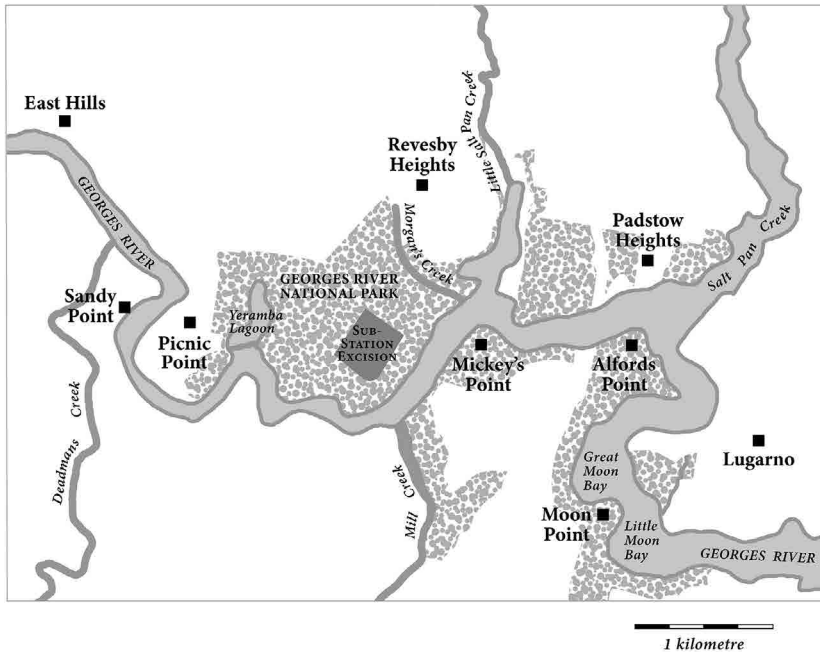 East Hills
GEORGES RIVER
Sandy
Point
Picnic
Point
Deadmans Creek
Yeramba
Lagoon
GEORGES RIVER
NATIONAL PARK
SUB-
STATION
EXCISION
Revesby
Heights
Morgan's Creek
Little Salt Pan Creek
Mill Creek
Mickey's
Point
Padstow
Heights
Salt Pan Creek
Alfords
Point
Great
Moon
Bay
Lugarno
Moon
Point
Little
Moon
Bay
GEORGES RIVER
1 kilometre